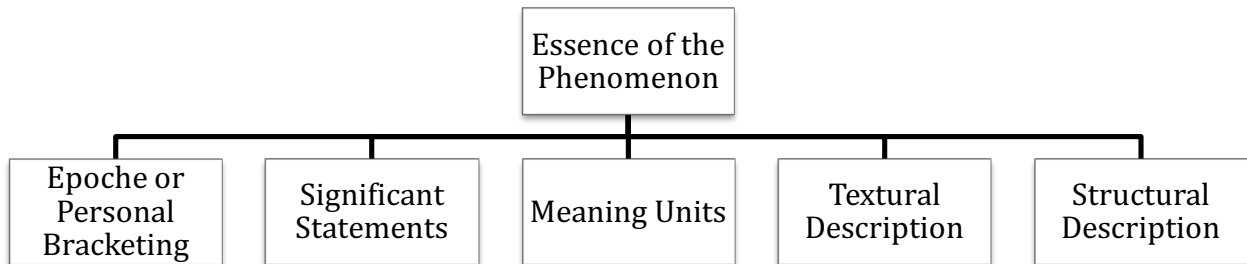 Essence of the
Phenomenon
Epoche or
Personal
Bracketing
Significant
Statements
Meaning Units
Textural
Description
Structural
Description